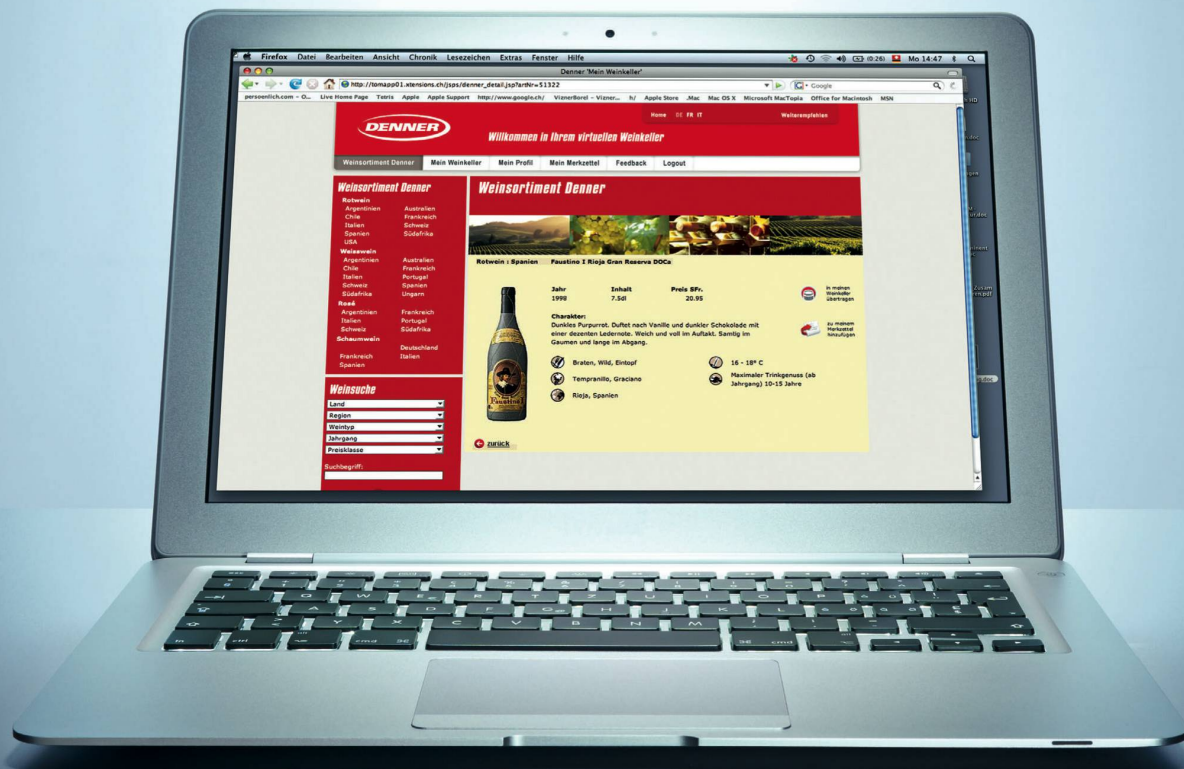 Firefox Datei Bearbeiten Ansicht Chronik Lesezeichen Extras Fenster Hilfe
(0:26) Mo 14:47
Denner 'Mein Weinkeller'
http://tomapp01.xtensions.ch/jsps/denner_detail.jsp?artNr=51322
Google
persoenlich.com – O... Live Home Page Tetris Apple Apple Support http://www.google.ch/ ViznerBorel – Vizner... h/ Apple Store .Mac Mac OS X Microsoft MacTopia Office for Macintosh MSN
Home DE FR IT Weiterempfehlen
DENNER
Willkommen in Ihrem virtuellen Weinkeller
Weinsortiment Denner Mein Weinkeller Mein Profil Mein Merkzettel Feedback Logout
Weinsortiment Denner
Rotwein
Argentinien Australien
Chile Frankreich
Italien Schweiz
Spanien Südafrika
USA
Weisswein
Argentinien Australien
Chile Frankreich
Italien Portugal
Schweiz Spanien
Südafrika Ungarn
Rosé
Argentinien Frankreich
Italien Portugal
Schweiz Südafrika
Schaumwein
Deutschland
Frankreich Italien
Spanien
Weinsuche
Land
Region
Weintyp
Jahrgang
Preisklasse
Suchbegriff:
Weinsortiment Denner
Rotwein : Spanien Faustino I Rioja Gran Reserva DOCa
Jahr Inhalt Preis SFr.
1998 7.5dl 20.95
Charakter:
Dunkles Purpurrot. Duftet nach Vanille und dunkler Schokolade mit
einer dezenten Ledernote. Weich und voll im Auftakt. Samtig im
Gaumen und lange im Abgang.
Braten, Wild, Eintopf
Tempranillo, Graciano
Rioja, Spanien
16 – 18° C
Maximaler Trinkgenuss (ab
Jahrgang) 10-15 Jahre
in meinen
Weinkeller
übertragen
zu meinem
Merkzettel
hinzufügen
Faustino I
zurück
fn ctrl cmd cmd